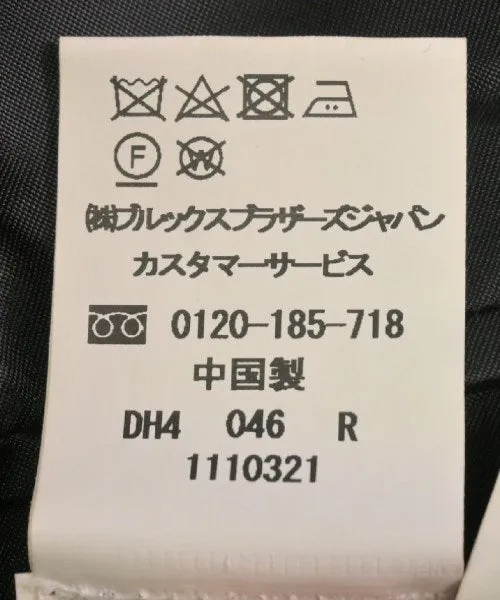 F W
㈱ブルックスブラザーズジャパン
カスタマーサービス
0120-185-718
中国製
DH4 046 R
1110321